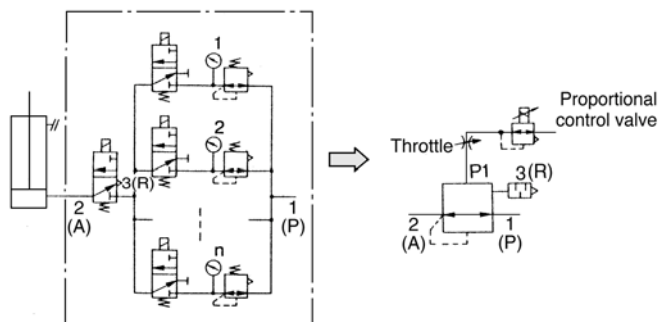 1
2
3(R)
2
(A)
1
(P)
n
Proportional
control valve
Throttle
P1
3(R)
2
(A)
1
(P)